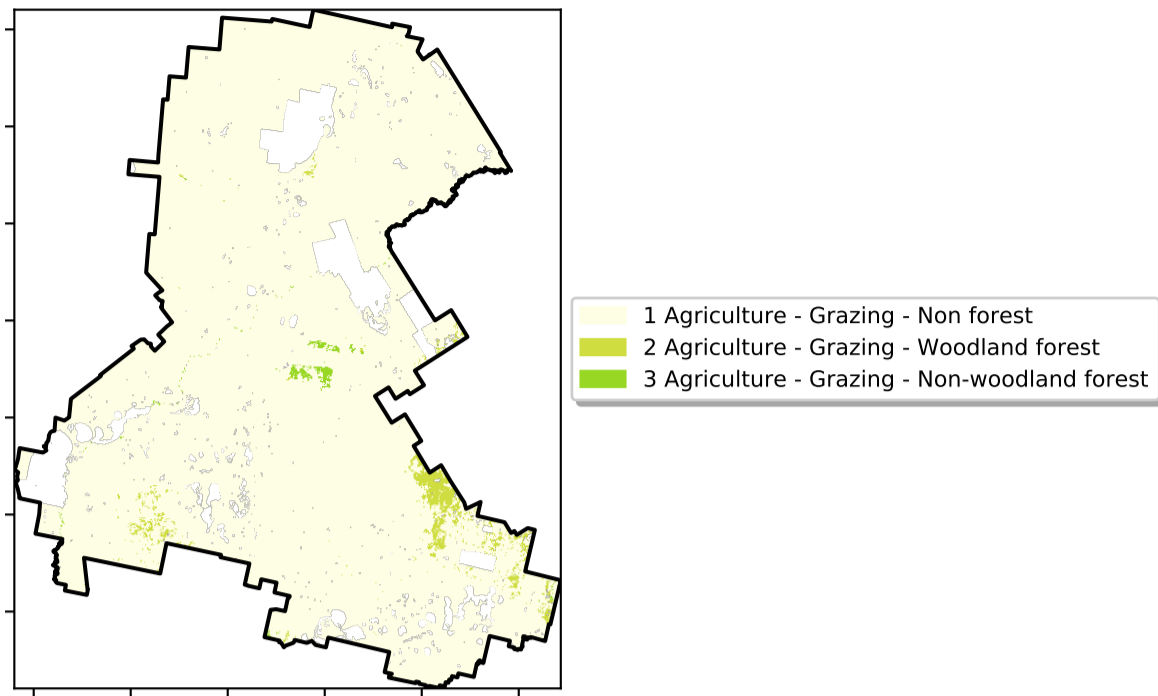 1 Agriculture - Grazing - Non forest
2 Agriculture - Grazing - Woodland forest
3 Agriculture - Grazing - Non-woodland forest